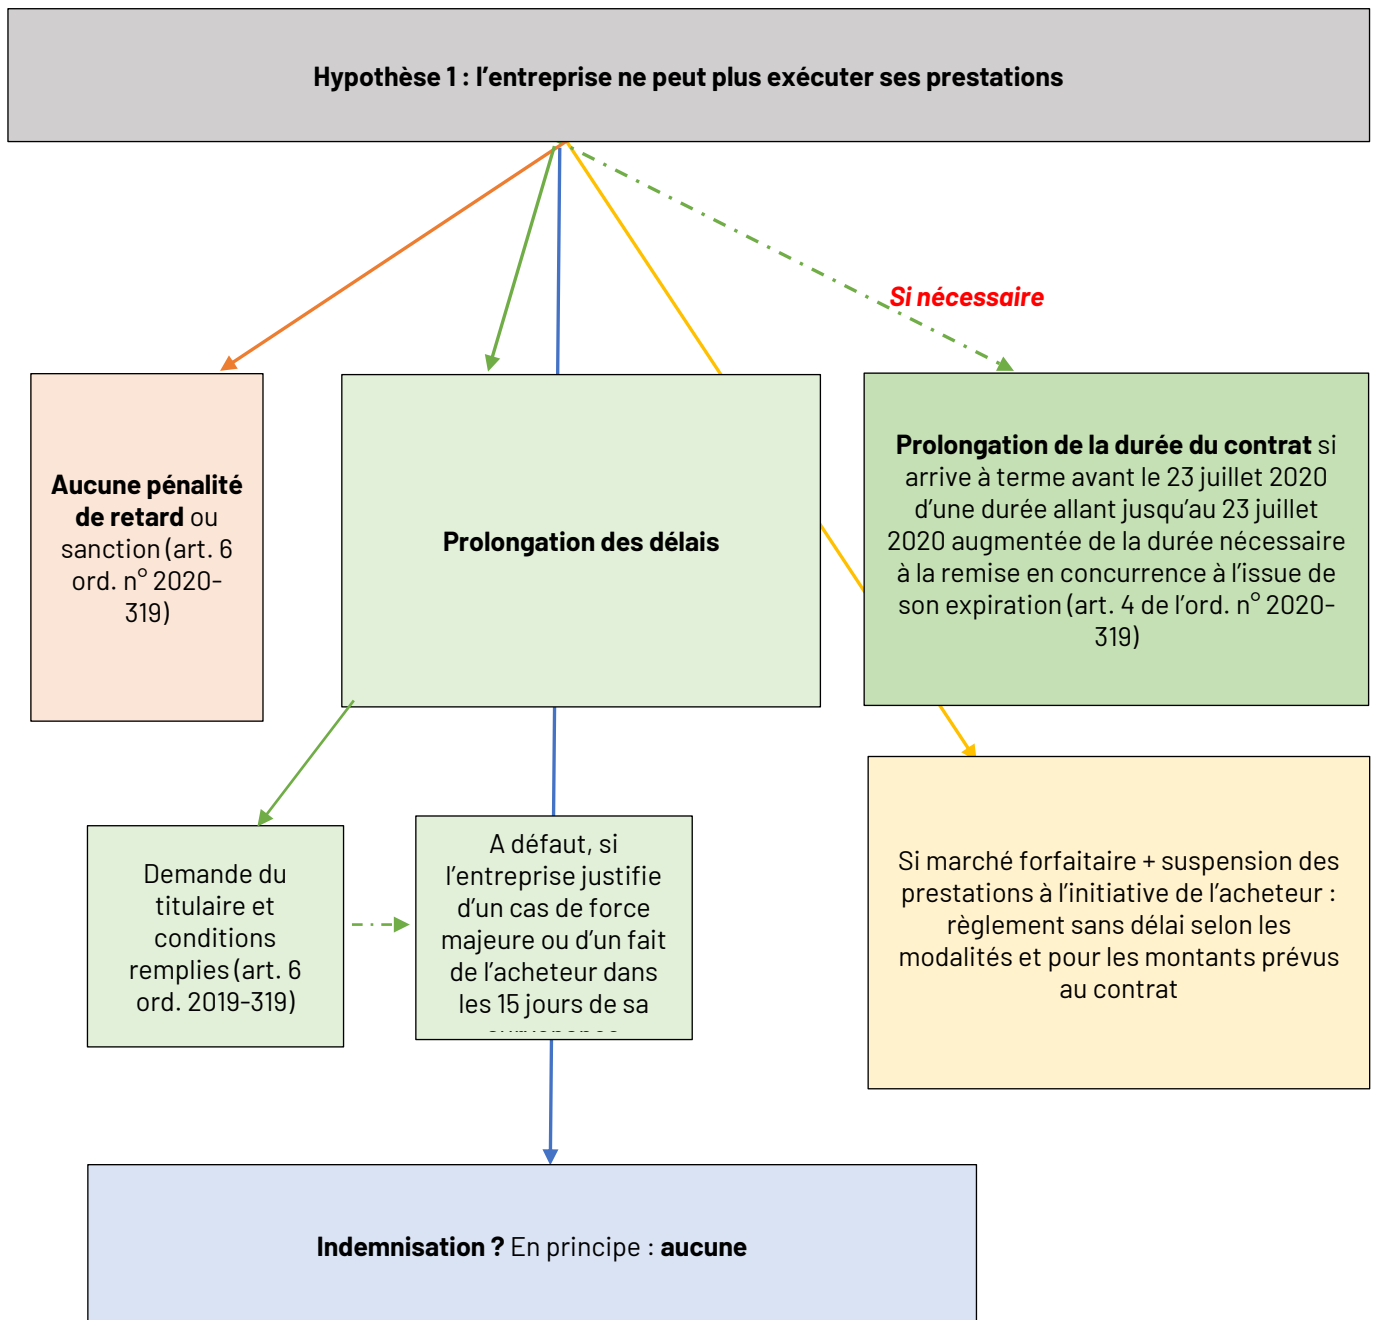 Hypothèse 1 : l’entreprise ne peut plus exécuter ses prestations
Si nécessaire
Aucune pénalité
de retard ou
sanction (art. 6
ord. n° 2020-
319)
Prolongation des délais
Prolongation de la durée du contrat si
arrive à terme avant le 23 juillet 2020
d’une durée allant jusqu’au 23 juillet
2020 augmentée de la durée nécessaire
à la remise en concurrence à l’issue de
son expiration (art. 4 de l’ord. n° 2020-
319)
Demande du
titulaire et
conditions
remplies (art. 6
ord. 2019-319)
A défaut, si
l’entreprise justifie
d’un cas de force
majeure ou d’un fait
de l’acheteur dans
les 15 jours de sa
Si marché forfaitaire + suspension des
prestations à l’initiative de l’acheteur :
règlement sans délai selon les
modalités et pour les montants prévus
au contrat
Indemnisation ? En principe : aucune